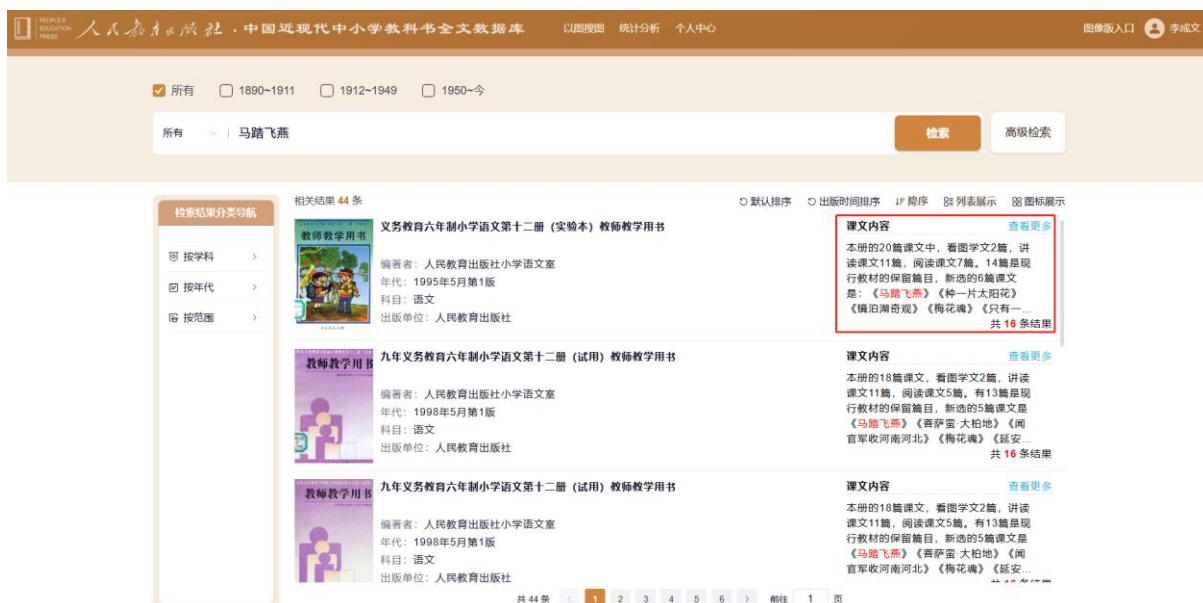 PEOPLE'S
EDUCATION
PRESS
人民教育出版社 · 中国近现代中小学教科书全文数据库
以图搜图 统计分析 个人中心
图像版入口 李成文
所有 1890~1911 1912~1949 1950~今
所有 马踏飞燕
检索 高级检索
检索结果分类导航
按学科
按年代
按范围
相关结果 44 条
默认排序 出版时间排序 降序 列表展示 图标展示
教师教学用书
义务教育六年制小学语文第十二册（实验本）教师教学用书
编著者：人民教育出版社小学语文室
年代：1995年5月第1版
科目：语文
出版单位：人民教育出版社
课文内容 查看更多
本册的20篇课文中，看图学文2篇，讲
读课文11篇，阅读课文7篇。14篇是现
行教材的保留篇目，新选的6篇课文
是：《马踏飞燕》《种一片太阳花》
《镜泊湖奇观》《梅花魂》《只有一...
共 16 条结果
教师教学用书
九年义务教育六年制小学语文第十二册（试用）教师教学用书
编著者：人民教育出版社小学语文室
年代：1998年5月第1版
科目：语文
出版单位：人民教育出版社
课文内容 查看更多
本册的18篇课文，看图学文2篇，讲读
课文11篇，阅读课文5篇。有13篇是现
行教材的保留篇目，新选的5篇课文是
《马踏飞燕》《菩萨蛮·大柏地》《闻
官军收河南河北》《梅花魂》《延安...
共 16 条结果
教师教学用书
九年义务教育六年制小学语文第十二册（试用）教师教学用书
编著者：人民教育出版社小学语文室
年代：1998年5月第1版
科目：语文
出版单位：人民教育出版社
课文内容 查看更多
本册的18篇课文，看图学文2篇，讲读
课文11篇，阅读课文5篇。有13篇是现
行教材的保留篇目，新选的5篇课文是
《马踏飞燕》《菩萨蛮·大柏地》《闻
官军收河南河北》《梅花魂》《延安...
共 16 条结果
共 44 条 1 2 3 4 5 6 前往 1 页